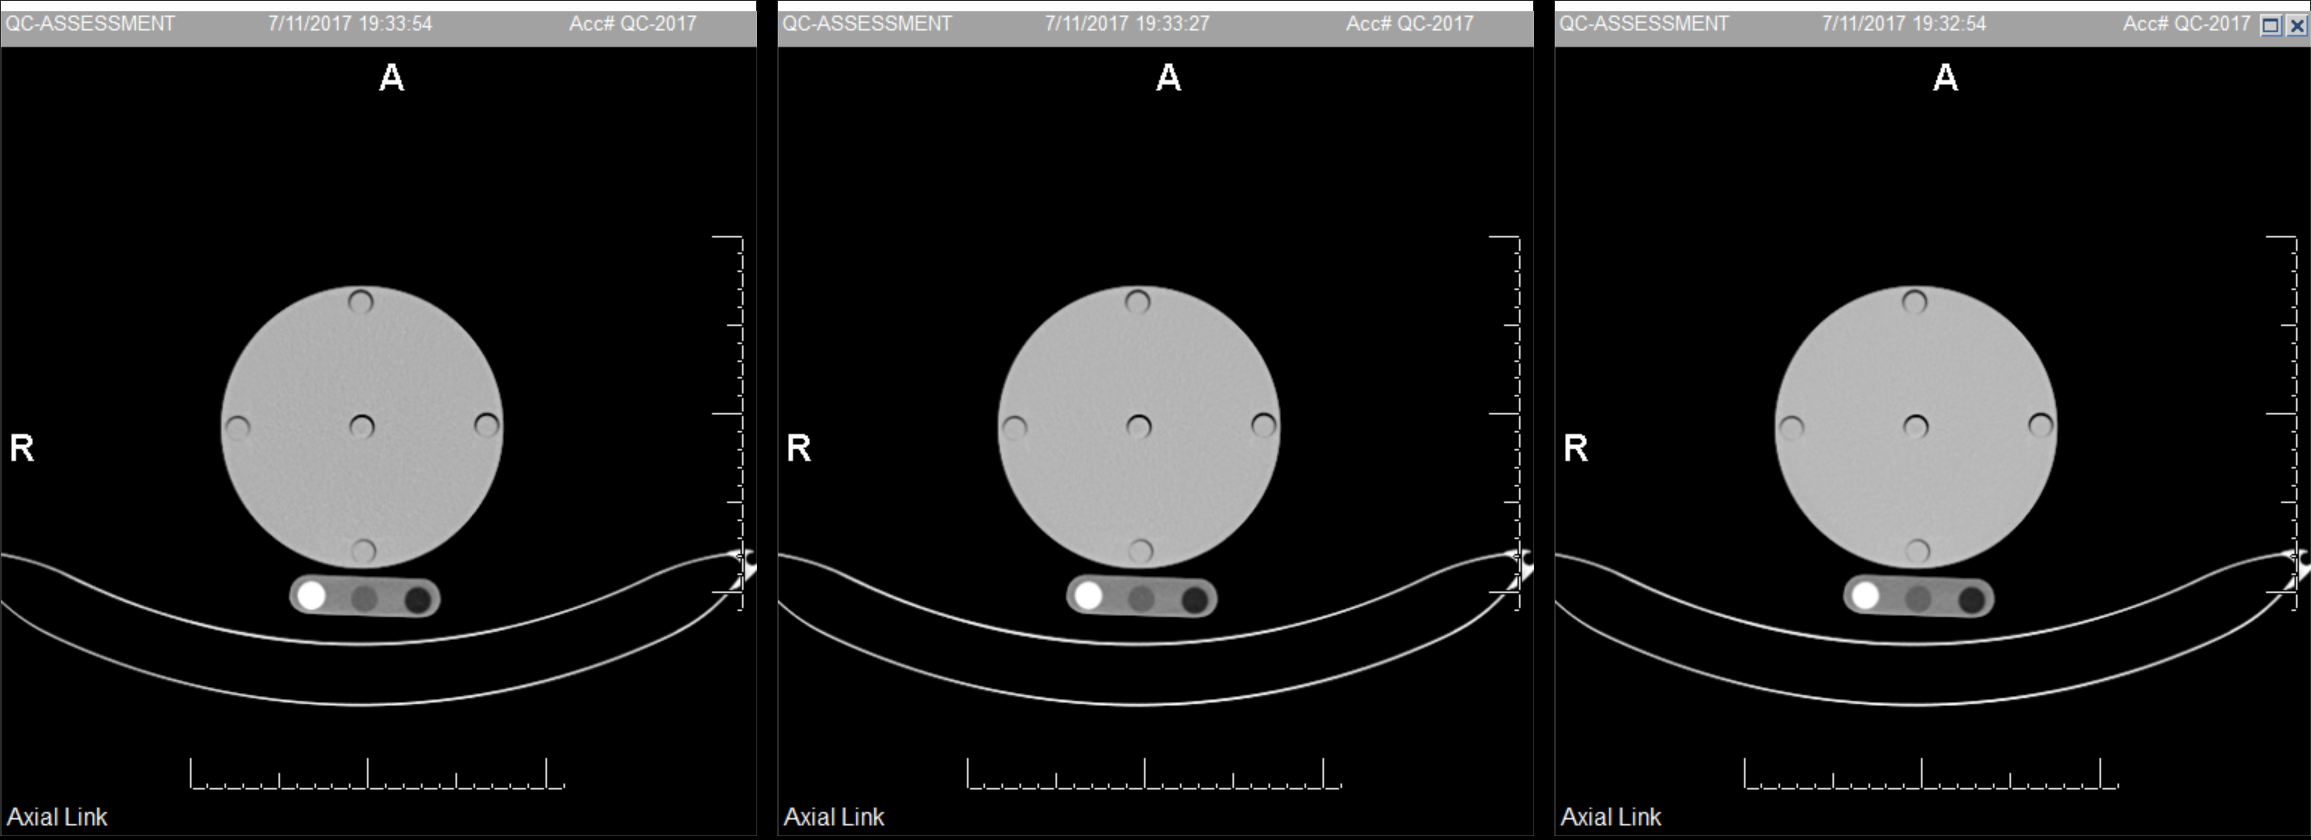 QC-ASSESSMENT 7/11/2017 19:33:54 Acc# QC-2017
A
R
Axial Link
QC-ASSESSMENT 7/11/2017 19:33:27 Acc# QC-2017
A
R
Axial Link
QC-ASSESSMENT 7/11/2017 19:32:54 Acc# QC-2017
A
R
Axial Link